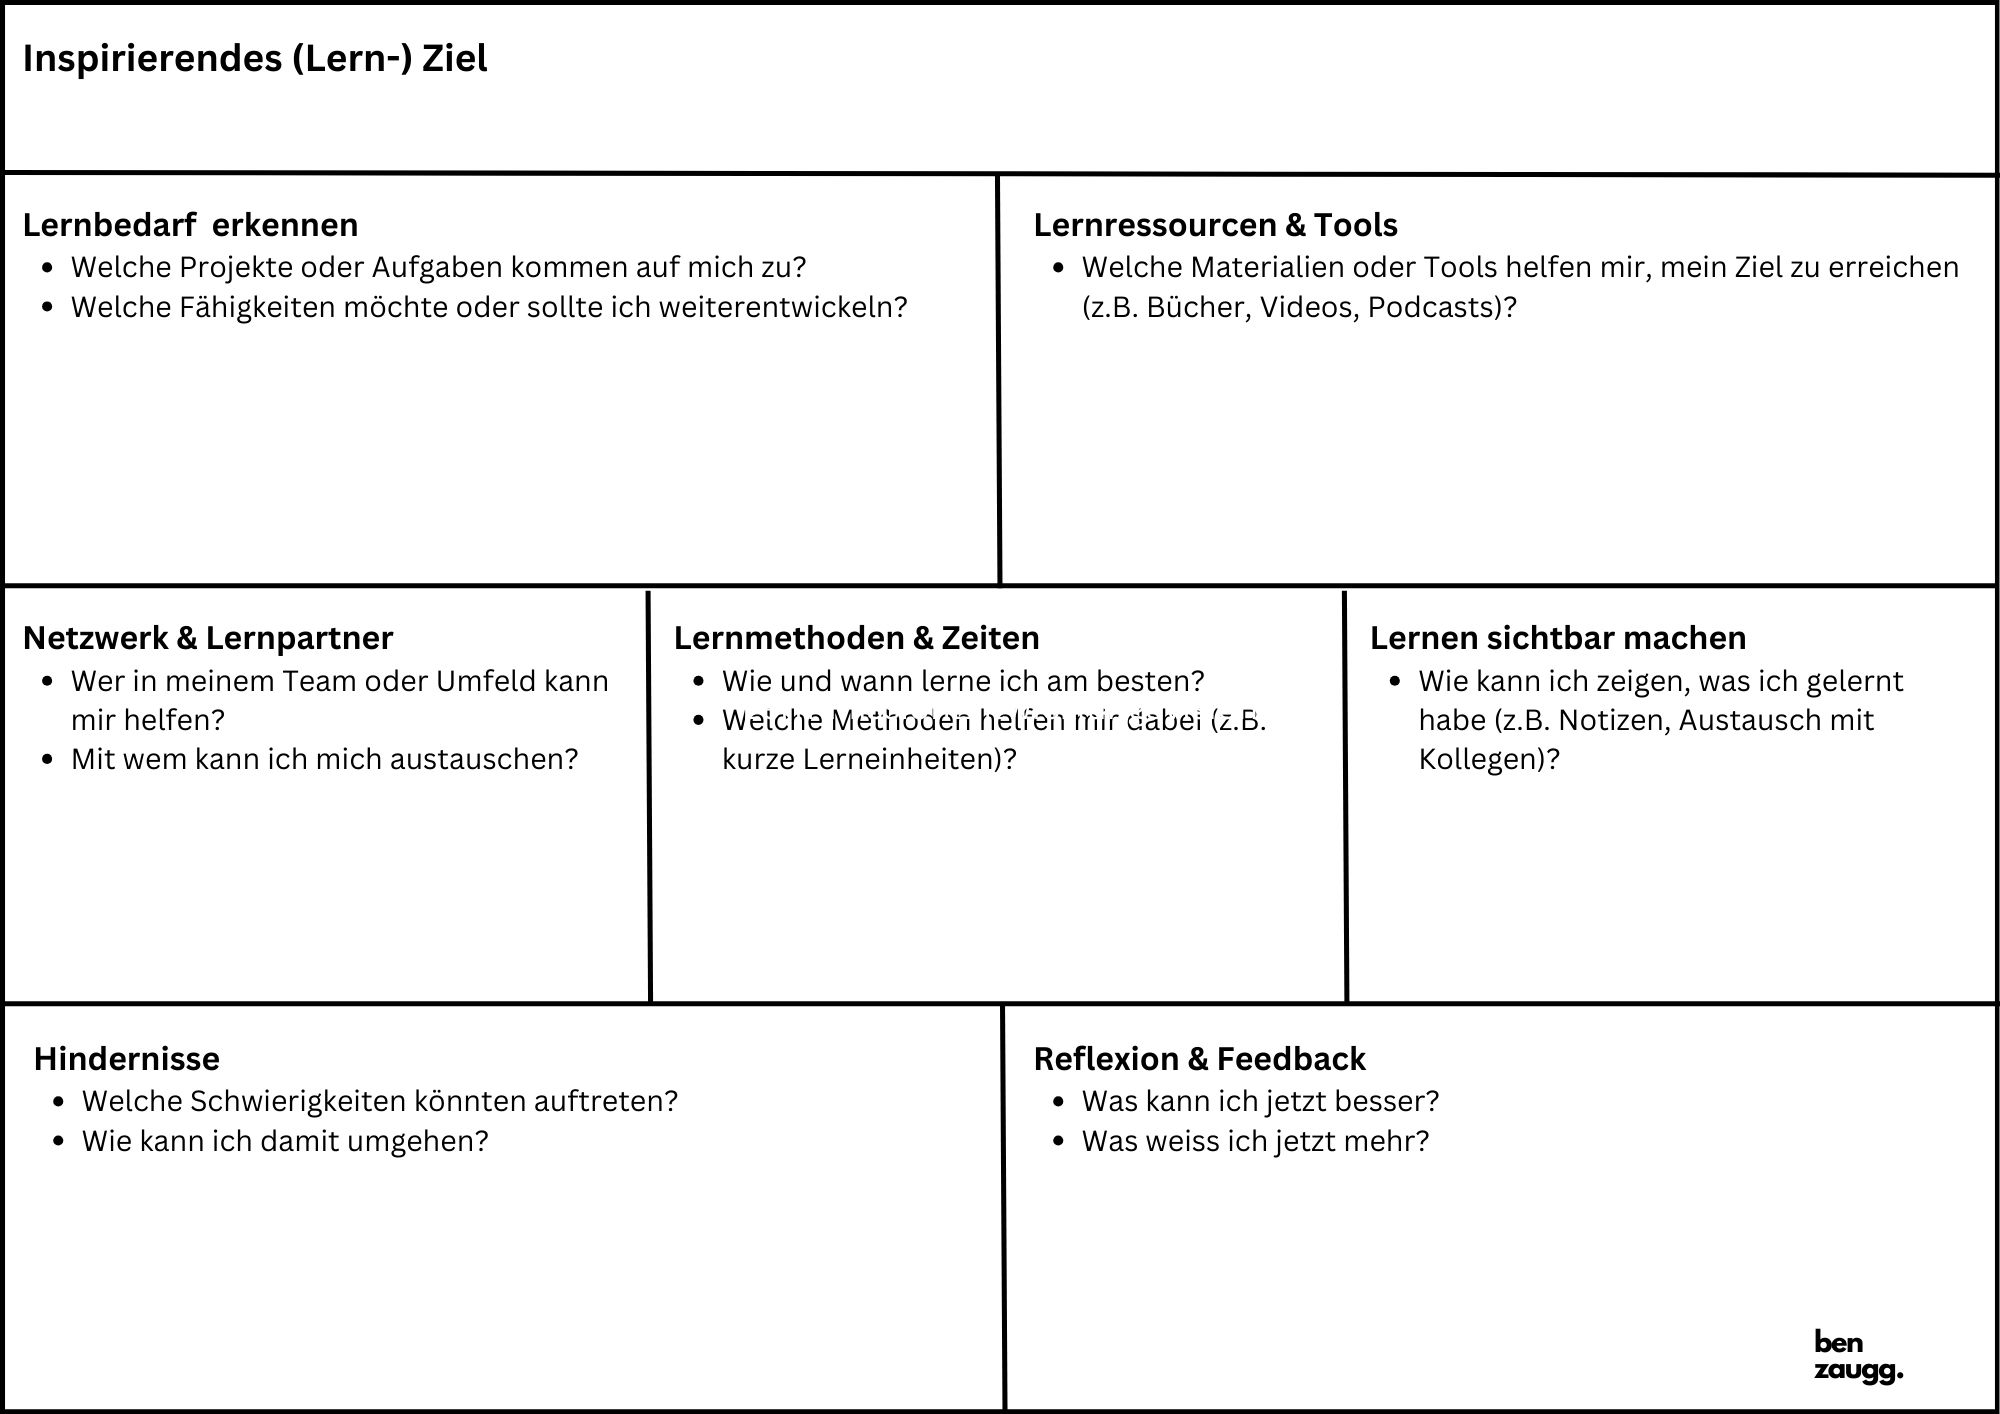 Inspirierendes (Lern-) Ziel
Lernbedarf  erkennen
• Welche Projekte oder Aufgaben kommen auf mich zu?
• Welche Fähigkeiten möchte oder sollte ich weiterentwickeln?
Lernressourcen & Tools
• Welche Materialien oder Tools helfen mir, mein Ziel zu erreichen
(z.B. Bücher, Videos, Podcasts)?
Netzwerk & Lernpartner
• Wer in meinem Team oder Umfeld kann
mir helfen?
• Mit wem kann ich mich austauschen?
Lernmethoden & Zeiten
• Wie und wann lerne ich am besten?
• Welche Methoden helfen mir dabei (z.B.
kurze Lerneinheiten)?
Lernen sichtbar machen
• Wie kann ich zeigen, was ich gelernt
habe (z.B. Notizen, Austausch mit
Kollegen)?
Hindernisse
• Welche Schwierigkeiten könnten auftreten?
• Wie kann ich damit umgehen?
Reflexion & Feedback
• Was kann ich jetzt besser?
• Was weiss ich jetzt mehr?
ben
zaugg.